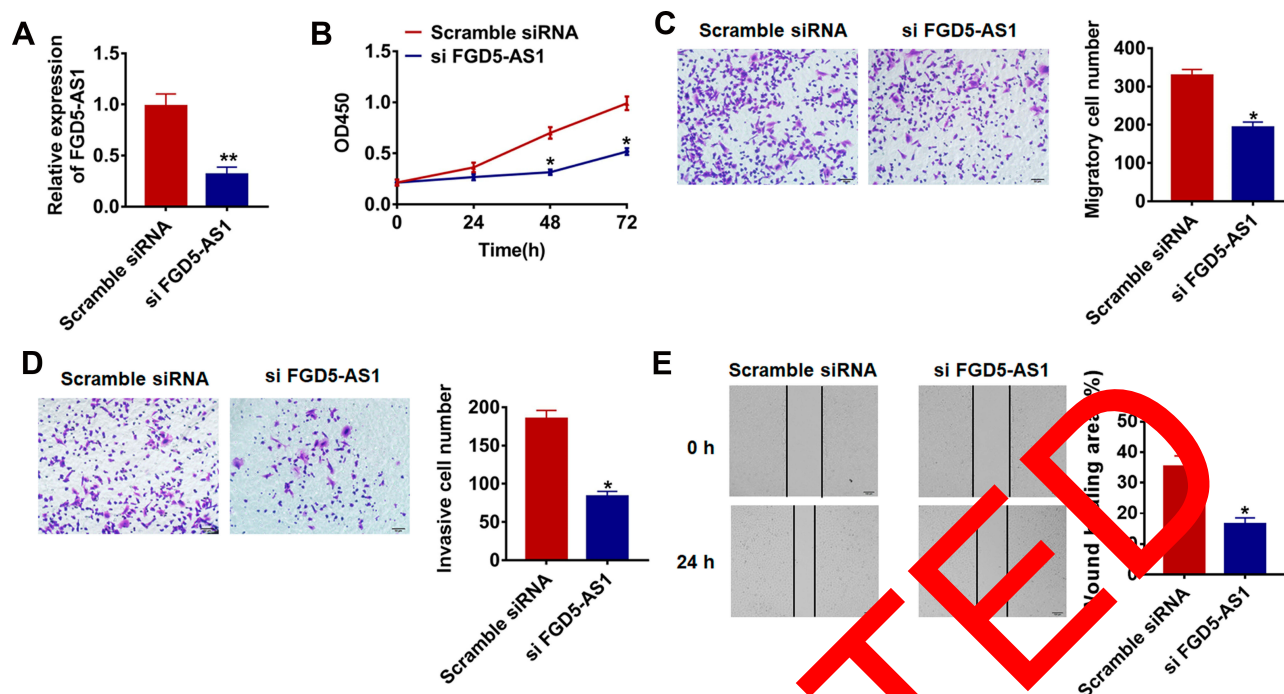 A
Relative expression
of FGD5-AS1
1.5
1.0
0.5
0.0
**
Scramble siRNA
si FGD5-AS1
B
Scramble siRNA
si FGD5-AS1
OD450
1.5
1.0
0.5
0.0
*
*
0
24
48
72
Time(h)
C
Scramble siRNA
si FGD5-AS1
Migratory cell number
400
300
200
100
0
*
Scramble siRNA
si FGD5-AS1
D
Scramble siRNA
si FGD5-AS1
Invasive cell number
200
150
100
50
0
*
Scramble siRNA
si FGD5-AS1
E
Scramble siRNA
si FGD5-AS1
0 h
24 h
healing area
%)
50
40
30
20
10
0
*
Scramble siRNA
si FGD5-AS1
TED